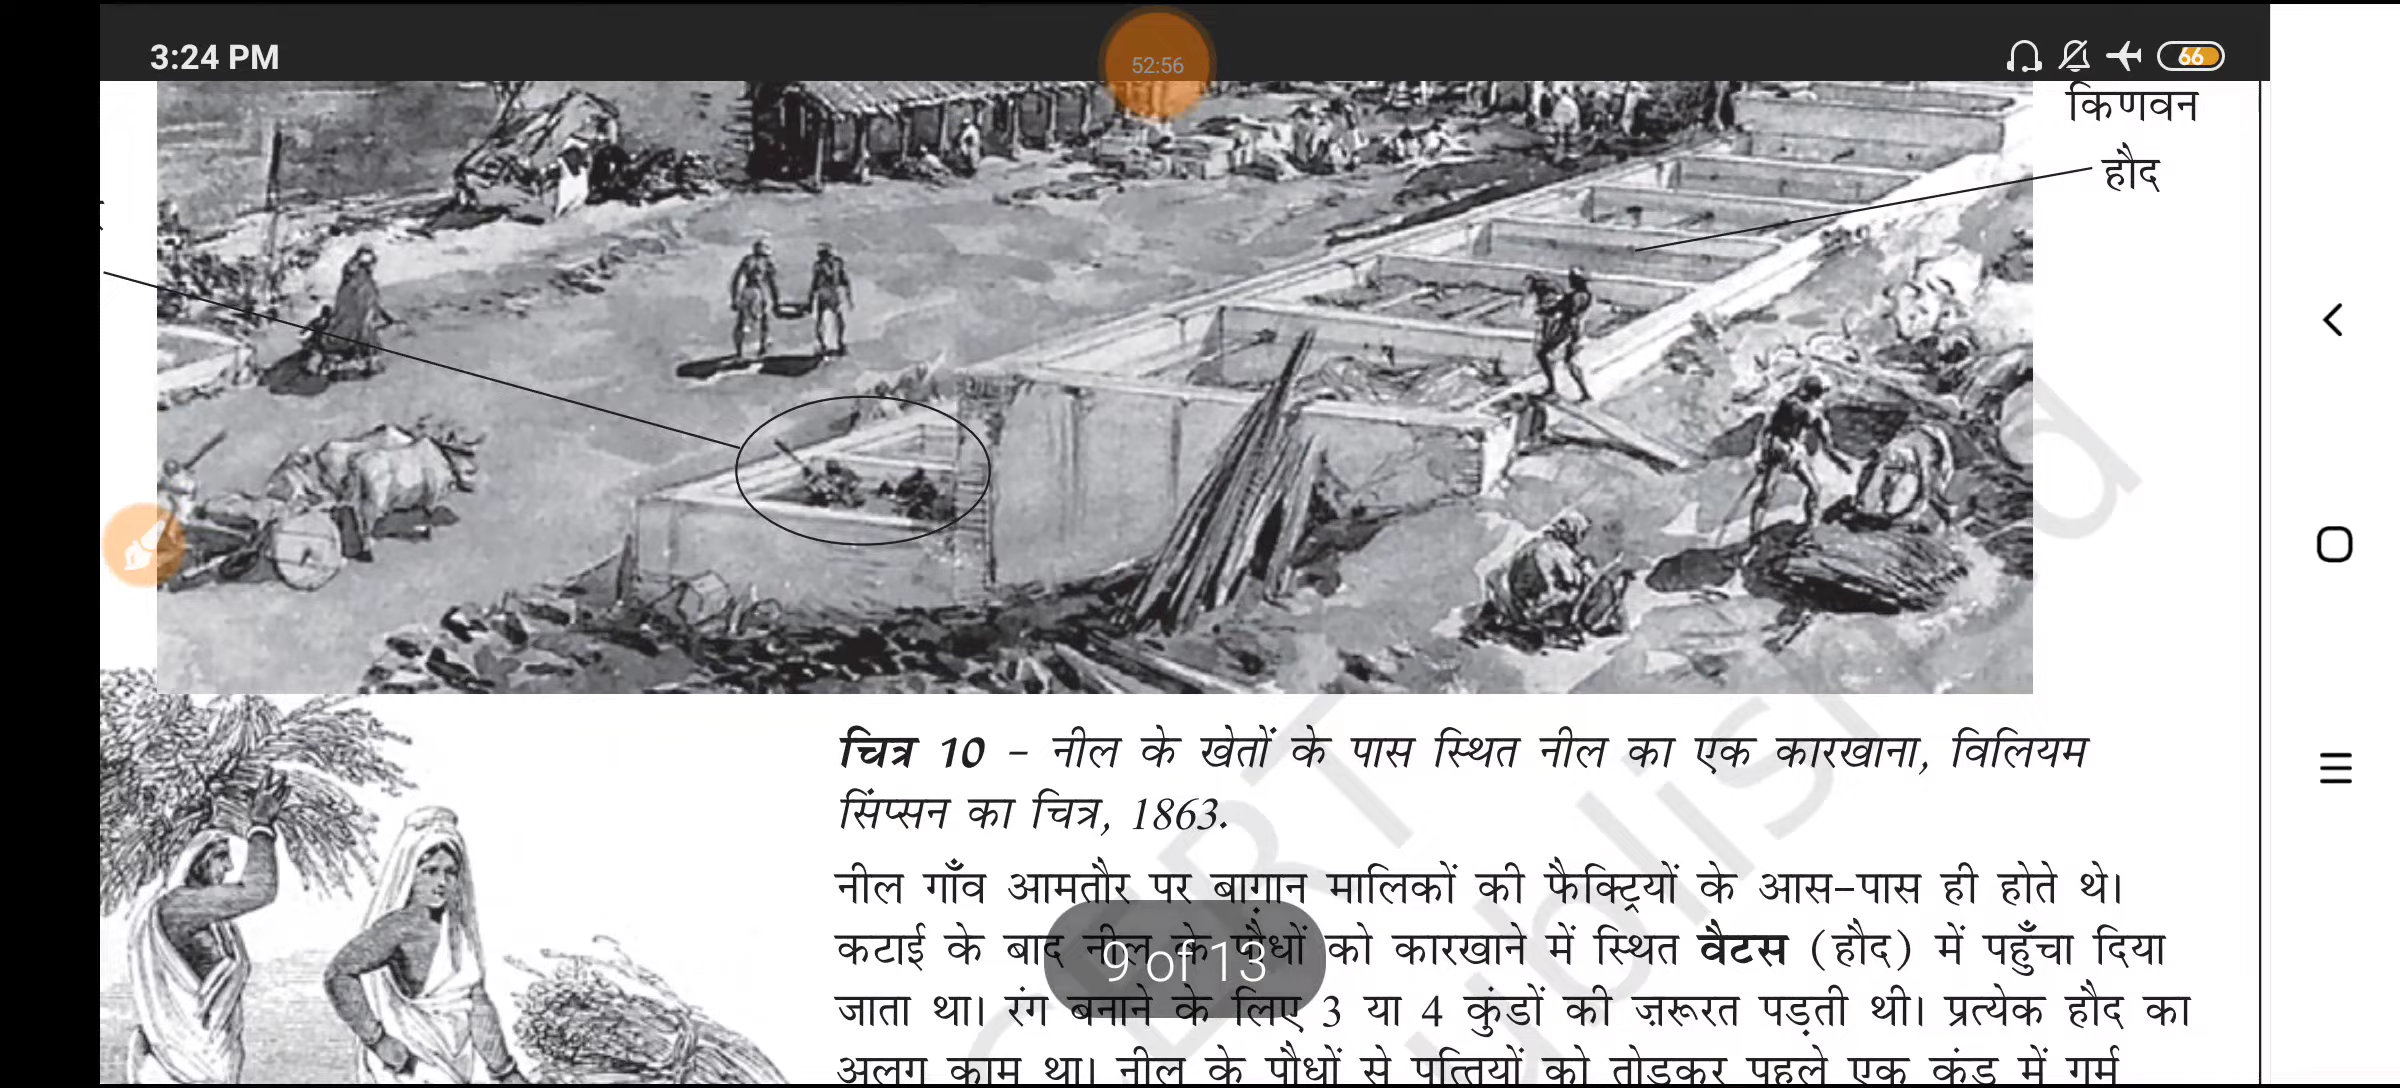 3:24 PM
52:56
66
किणवन
हौद
चित्र 10 – नील के खेतों के पास स्थित नील का एक कारखाना, विलियम
सिंप्सन का चित्र, 1863.
नील गाँव आमतौर पर बाग़ान मालिकों की फैक्ट्रियों के आस-पास ही होते थे।
कटाई के बाद नील के पौधों को कारखाने में स्थित वैटस (हौद) में पहुँचा दिया
9 of 13
जाता था। रंग बनाने के लिए 3 या 4 कुंडों की ज़रूरत पड़ती थी। प्रत्येक हौद का
अलग काम था। नील के पौधों से पत्तियों को तोड़कर पहले एक कुंड में गर्म